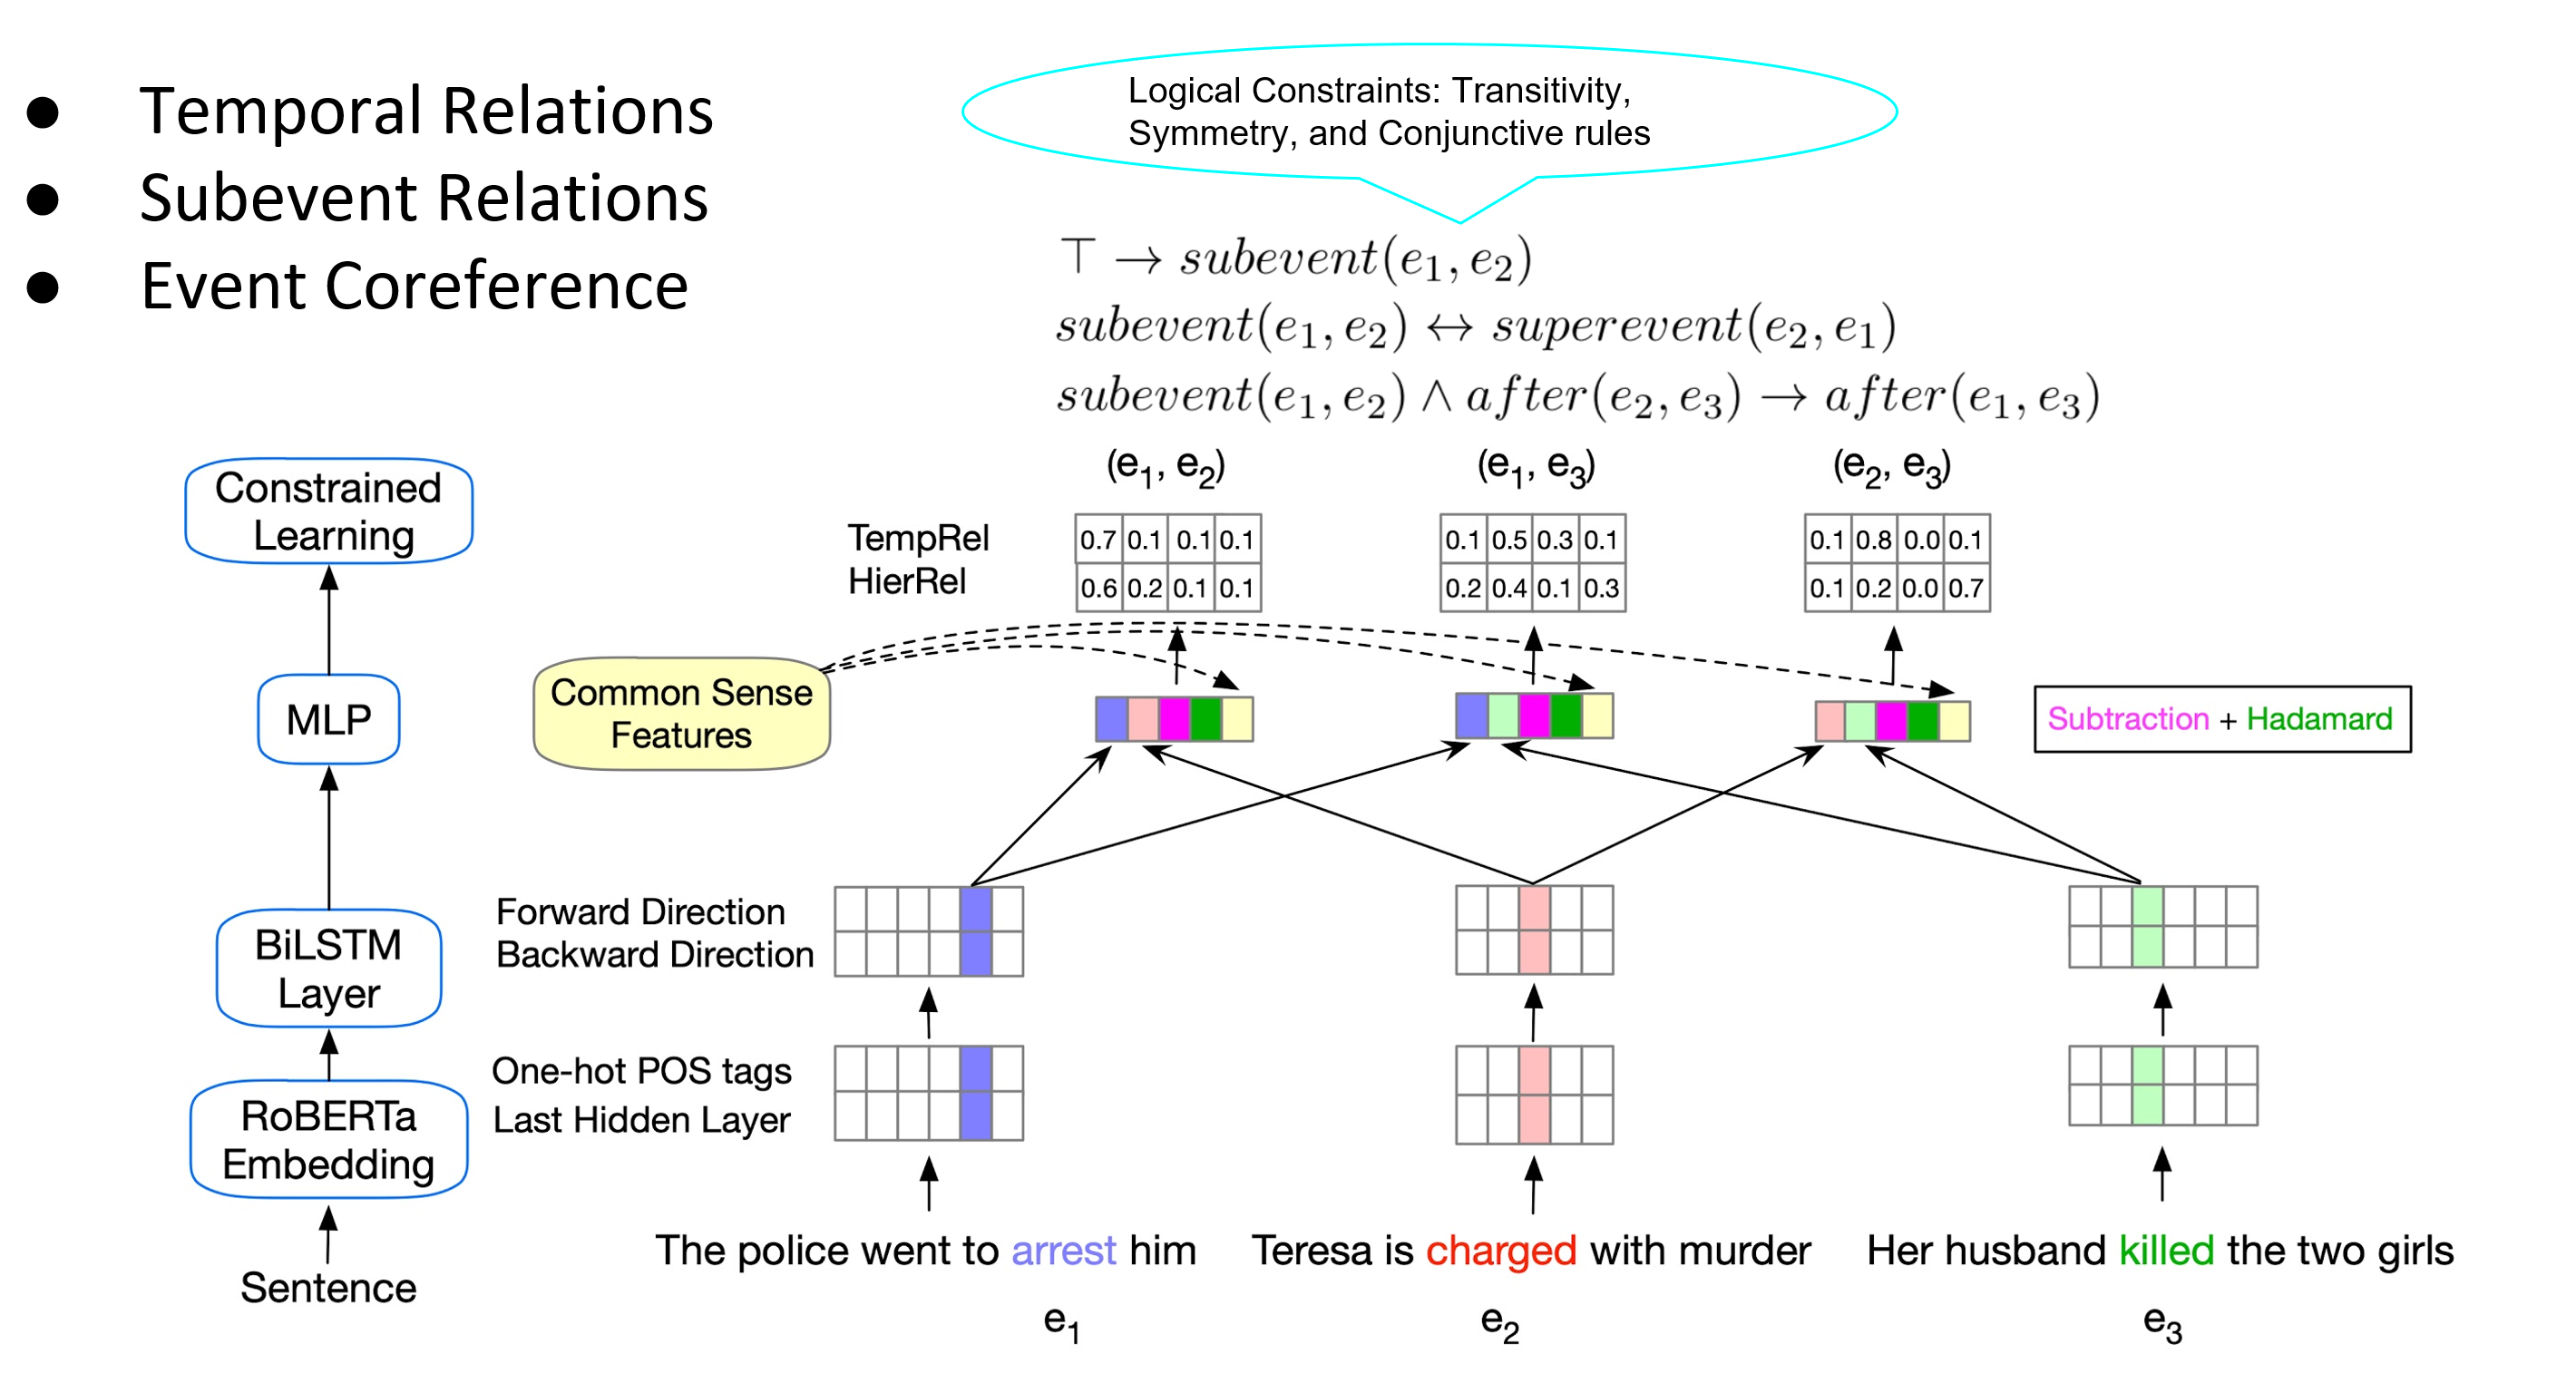 ● Temporal Relations
● Subevent Relations
● Event Coreference
Logical Constraints: Transitivity,
Symmetry, and Conjunctive rules
⊤ → subevent(e₁, e₂)
subevent(e₁, e₂) ↔ superevent(e₂, e₁)
subevent(e₁, e₂) ∧ after(e₂, e₃) → after(e₁, e₃)
(e₁, e₂) (e₁, e₃) (e₂, e₃)
Constrained
Learning
TempRel
HierRel
0.7 0.1 0.1 0.1
0.6 0.2 0.1 0.1
0.1 0.5 0.3 0.1
0.2 0.4 0.1 0.3
0.1 0.8 0.0 0.1
0.1 0.2 0.0 0.7
MLP
Common Sense
Features
Subtraction + Hadamard
BiLSTM
Layer
Forward Direction
Backward Direction
RoBERTa
Embedding
One-hot POS tags
Last Hidden Layer
Sentence
The police went to arrest him
e₁
Teresa is charged with murder
e₂
Her husband killed the two girls
e₃